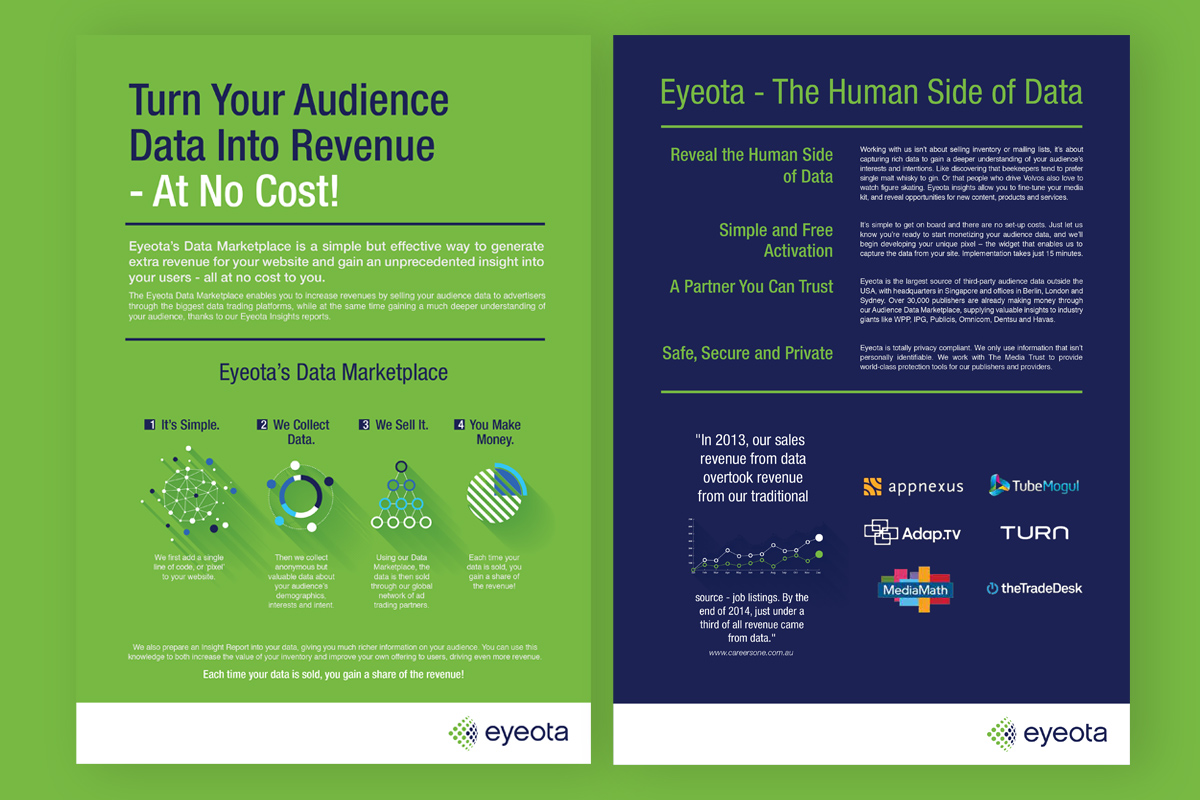 Turn Your Audience
Data Into Revenue
- At No Cost!
Eyeota's Data Marketplace is a simple but effective way to generate
extra revenue for your website and gain an unprecedented insight into
your users - all at no cost to you.
The Eyeota Data Marketplace enables you to increase revenues by selling your audience data to advertisers
through the biggest data trading platforms, while at the same time gaining a much deeper understanding of
your audience, thanks to our Eyeota Insights reports.
Eyeota's Data Marketplace
1 It's Simple.
We first add a single
line of code, or 'pixel'
to your website.
2 We Collect
Data.
Then we collect
anonymous but
valuable data about
your audience's
demographics,
interests and intent.
3 We Sell It.
Using our Data
Marketplace, the
data is then sold
through our global
network of ad
trading partners.
4 You Make
Money.
Each time your
data is sold, you
gain a share of
the revenue!
We also prepare an Insight Report into your data, giving you much richer information on your audience. You can use this
knowledge to both increase the value of your inventory and improve your own offering to users, driving even more revenue.
Each time your data is sold, you gain a share of the revenue!
eyeota
Eyeota - The Human Side of Data
Reveal the Human Side
of Data
Working with us isn't about selling inventory or mailing lists, it's about
capturing rich data to gain a deeper understanding of your audience's
interests and intentions. Like discovering that beekeepers tend to prefer
single malt whisky to gin. Or that people who drive Volvos also love to
watch figure skating. Eyeota insights allow you to fine-tune your media
kit, and reveal opportunities for new content, products and services.
Simple and Free
Activation
It's simple to get on board and there are no set-up costs. Just let us
know you're ready to start monetizing your audience data, and we'll
begin developing your unique pixel – the widget that enables us to
capture the data from your site. Implementation takes just 15 minutes.
A Partner You Can Trust
Eyeota is the largest source of third-party audience data outside the
USA, with headquarters in Singapore and offices in Berlin, London and
Sydney. Over 30,000 publishers are already making money through
our Audience Data Marketplace, supplying valuable insights to industry
giants like WPP, IPG, Publicis, Omnicom, Dentsu and Havas.
Safe, Secure and Private
Eyeota is totally privacy compliant. We only use information that isn't
personally identifiable. We work with The Media Trust to provide
world-class protection tools for our publishers and providers.
"In 2013, our sales
revenue from data
overtook revenue
from our traditional
source - job listings. By the
end of 2014, just under a
third of all revenue came
from data."
www.careersone.com.au
appnexus
TubeMogul
Adap.TV
TURN
MediaMath
theTradeDesk
eyeota